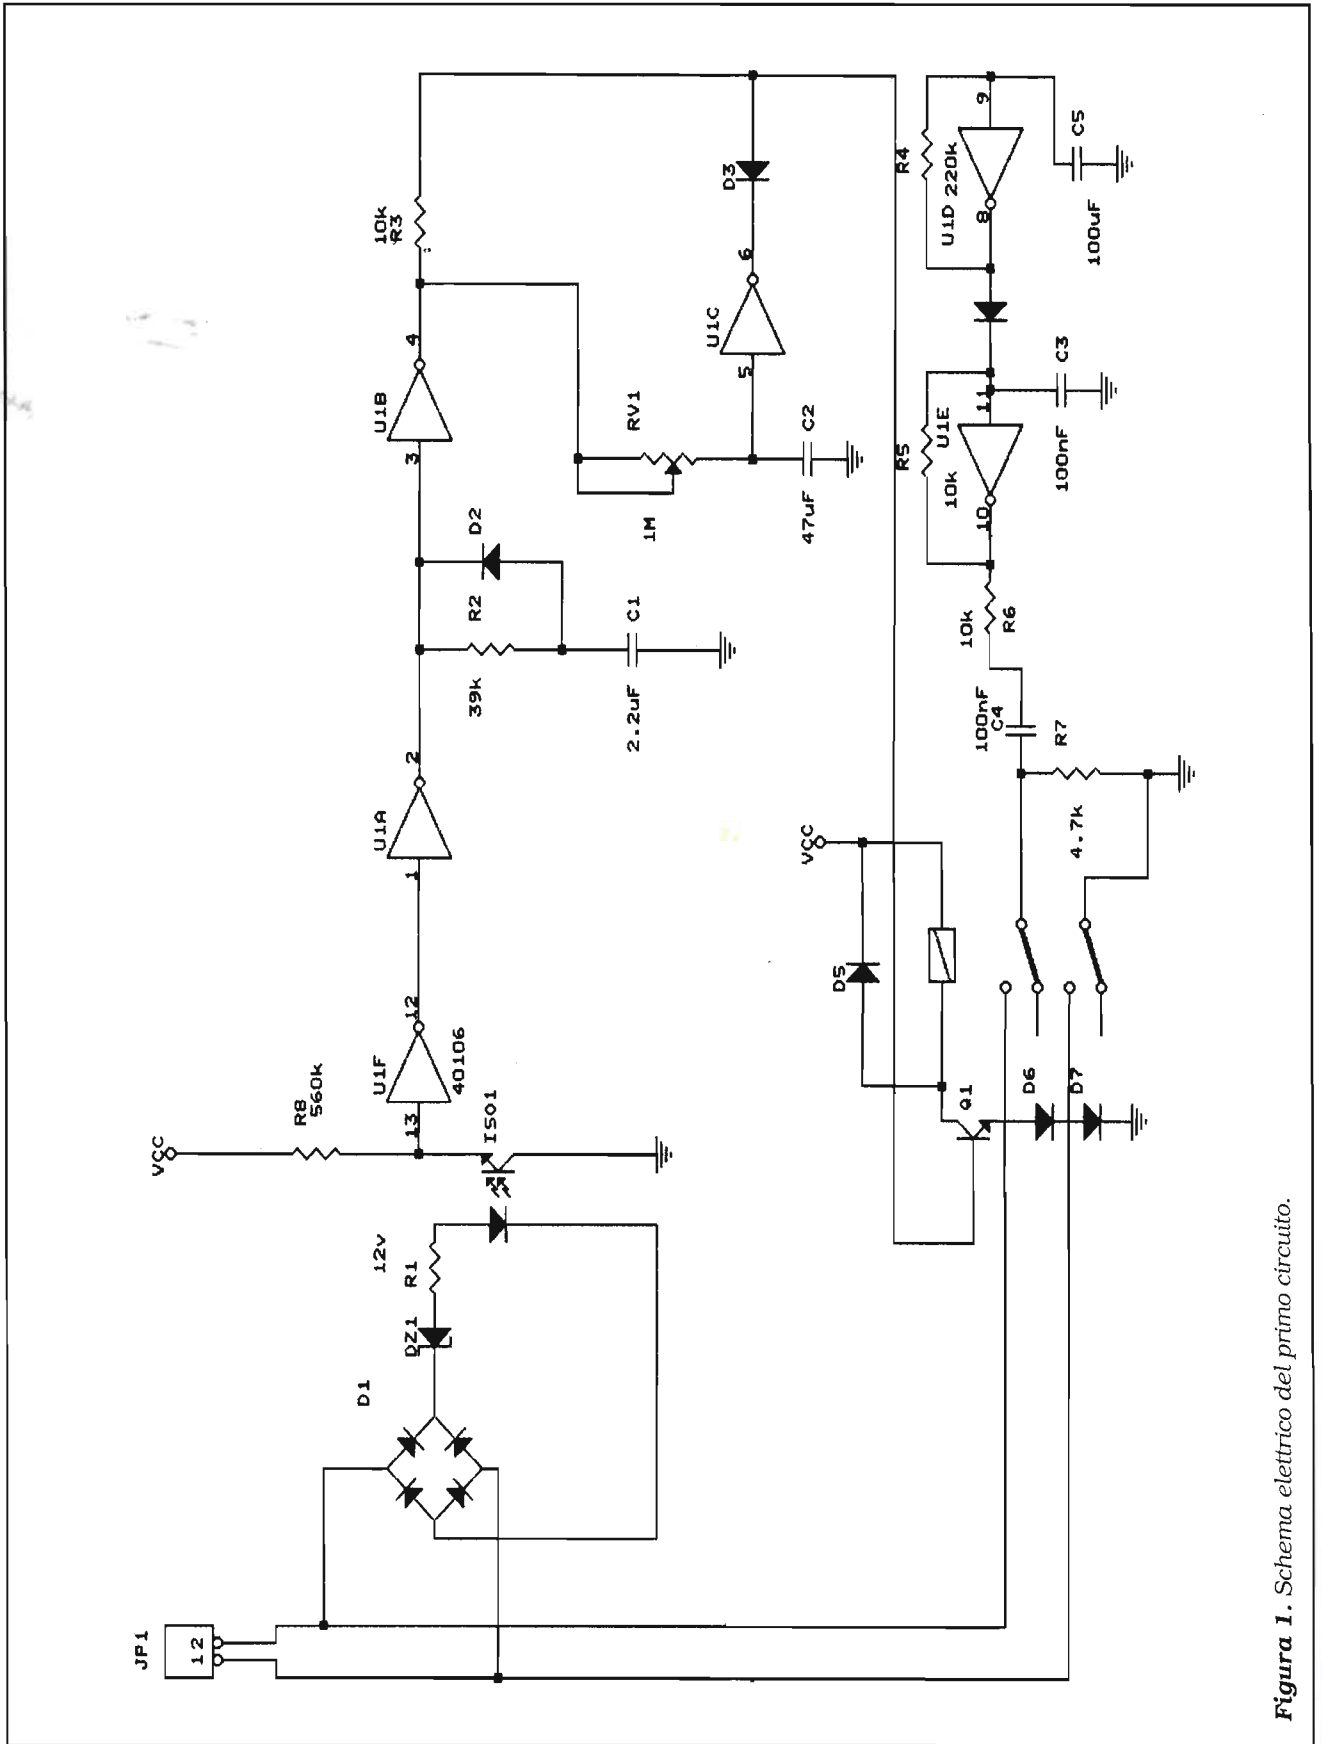 JP1
1 2
D1
DZ1
R1
12v
VCC
R8
560k
ISO1
13
U1F
12
40106
1
U1A
2
39k
R2
D2
2.2uF
C1
3
U1B
4
10k
R3
1M
RV1
47uF
C2
5
U1C
6
D3
VCC
D5
Q1
D6
D7
4.7k
R7
100nF
C4
10k
R6
10
R5
10k
U1E
11
100nF
C3
8
U1D
220k
R4
9
100uF
C5
Figura 1. Schema elettrico del primo circuito.